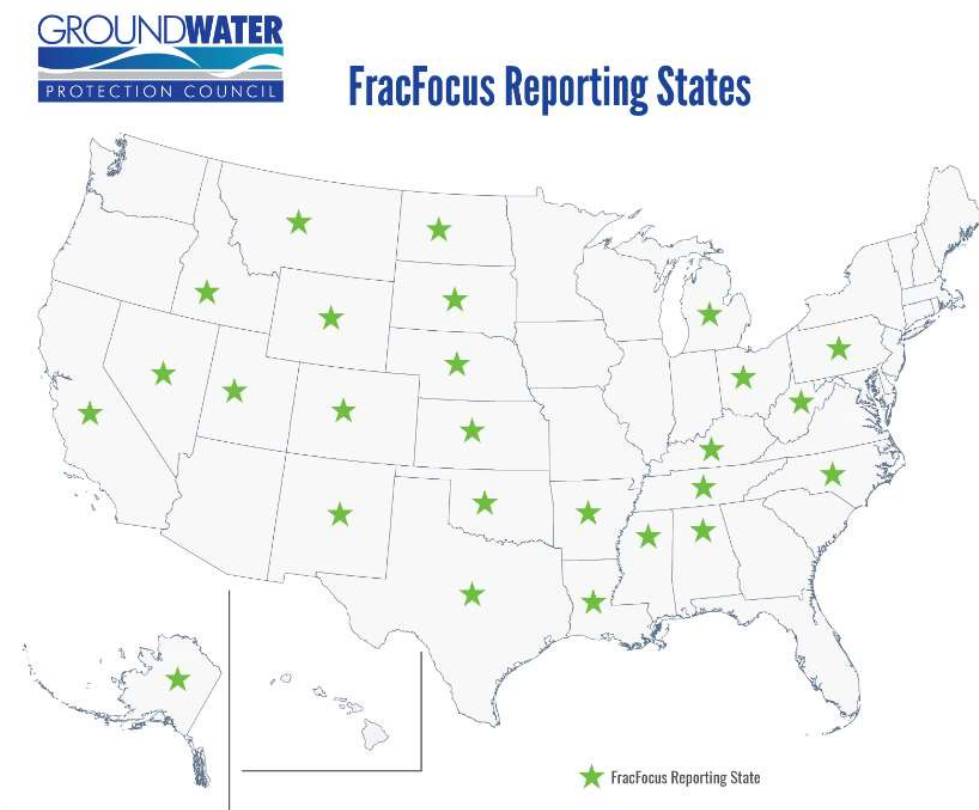 GROUNDWATER
PROTECTION COUNCIL
FracFocus Reporting States
FracFocus Reporting State